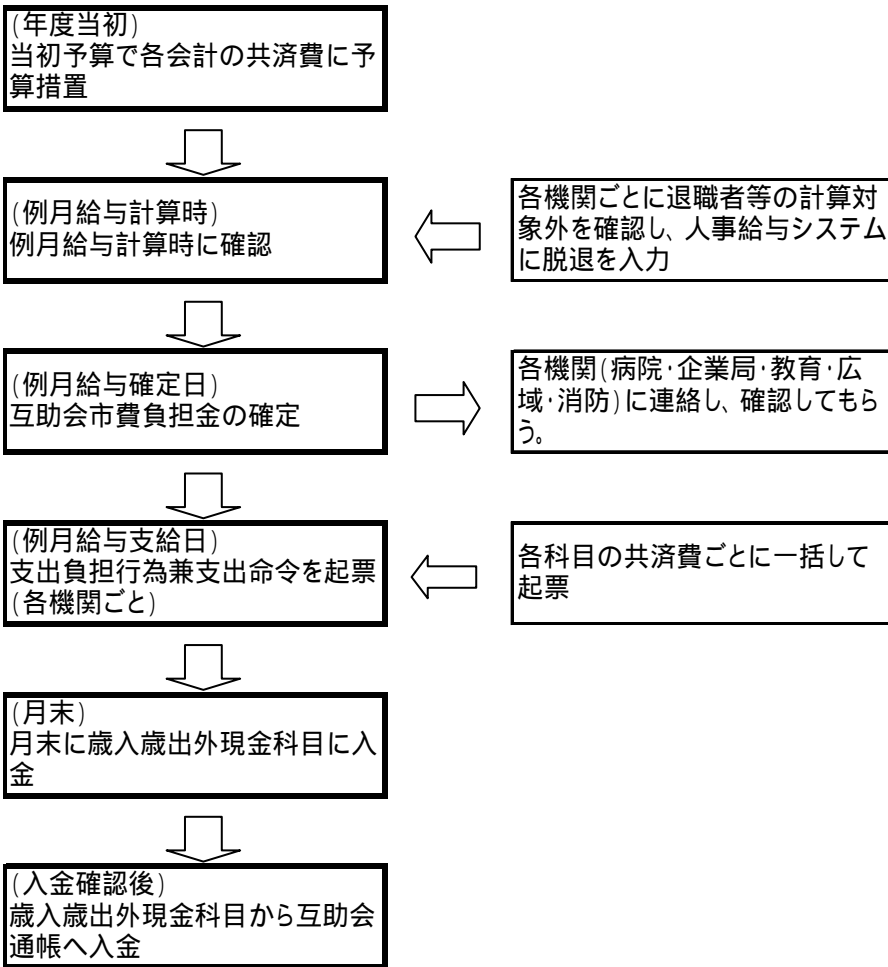 (年度当初)
当初予算で各会計の共済費に予
算措置
(例月給与計算時)
例月給与計算時に確認
各機関ごとに退職者等の計算対
象外を確認し、人事給与システム
に脱退を入力
(例月給与確定日)
互助会市費負担金の確定
各機関(病院・企業局・教育・広
域・消防)に連絡し、確認してもら
う。
(例月給与支給日)
支出負担行為兼支出命令を起票
(各機関ごと)
各科目の共済費ごとに一括して
起票
(月末)
月末に歳入歳出外現金科目に入
金
(入金確認後)
歳入歳出外現金科目から互助会
通帳へ入金